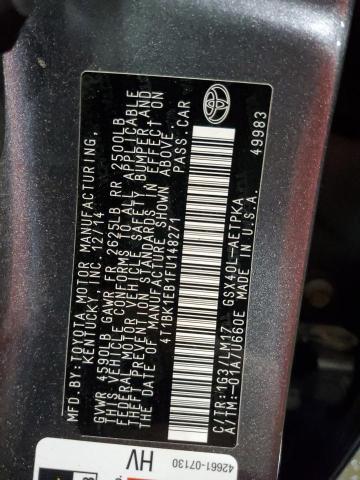 MFD. BY:
TOYOTA MOTOR MANUFACTURING,
KENTUCKY, INC. 12/14
GVWR 4590LB GAWR FR 2625LB RR 2500LB
THIS VEHICLE CONFORMS TO ALL APPLICABLE
FEDERAL MOTOR VEHICLE SAFETY, BUMPER, AND
THEFT PREVENTION STANDARDS IN EFFECT ON
THE DATE OF MANUFACTURE SHOWN ABOVE.
4T1BK1EB1FU148271 PASS. CAR
C/TR:1G3/LM17 GSX40L-AETPKA
A/TM:-01A/U660E MADE IN U.S.A.
49983
HV
42661-07130